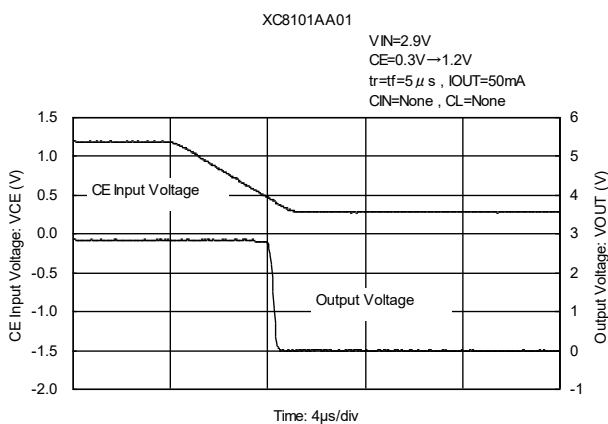 XC8101AA01
VIN=2.9V
CE=0.3V→1.2V
tr=tf=5μs , IOUT=50mA
CIN=None , CL=None
CE Input Voltage: VCE (V)
1.5
1.0
0.5
0.0
-0.5
-1.0
-1.5
-2.0
CE Input Voltage
Output Voltage
6
5
4
3
2
1
0
-1
Output Voltage: VOUT (V)
Time: 4μs/div